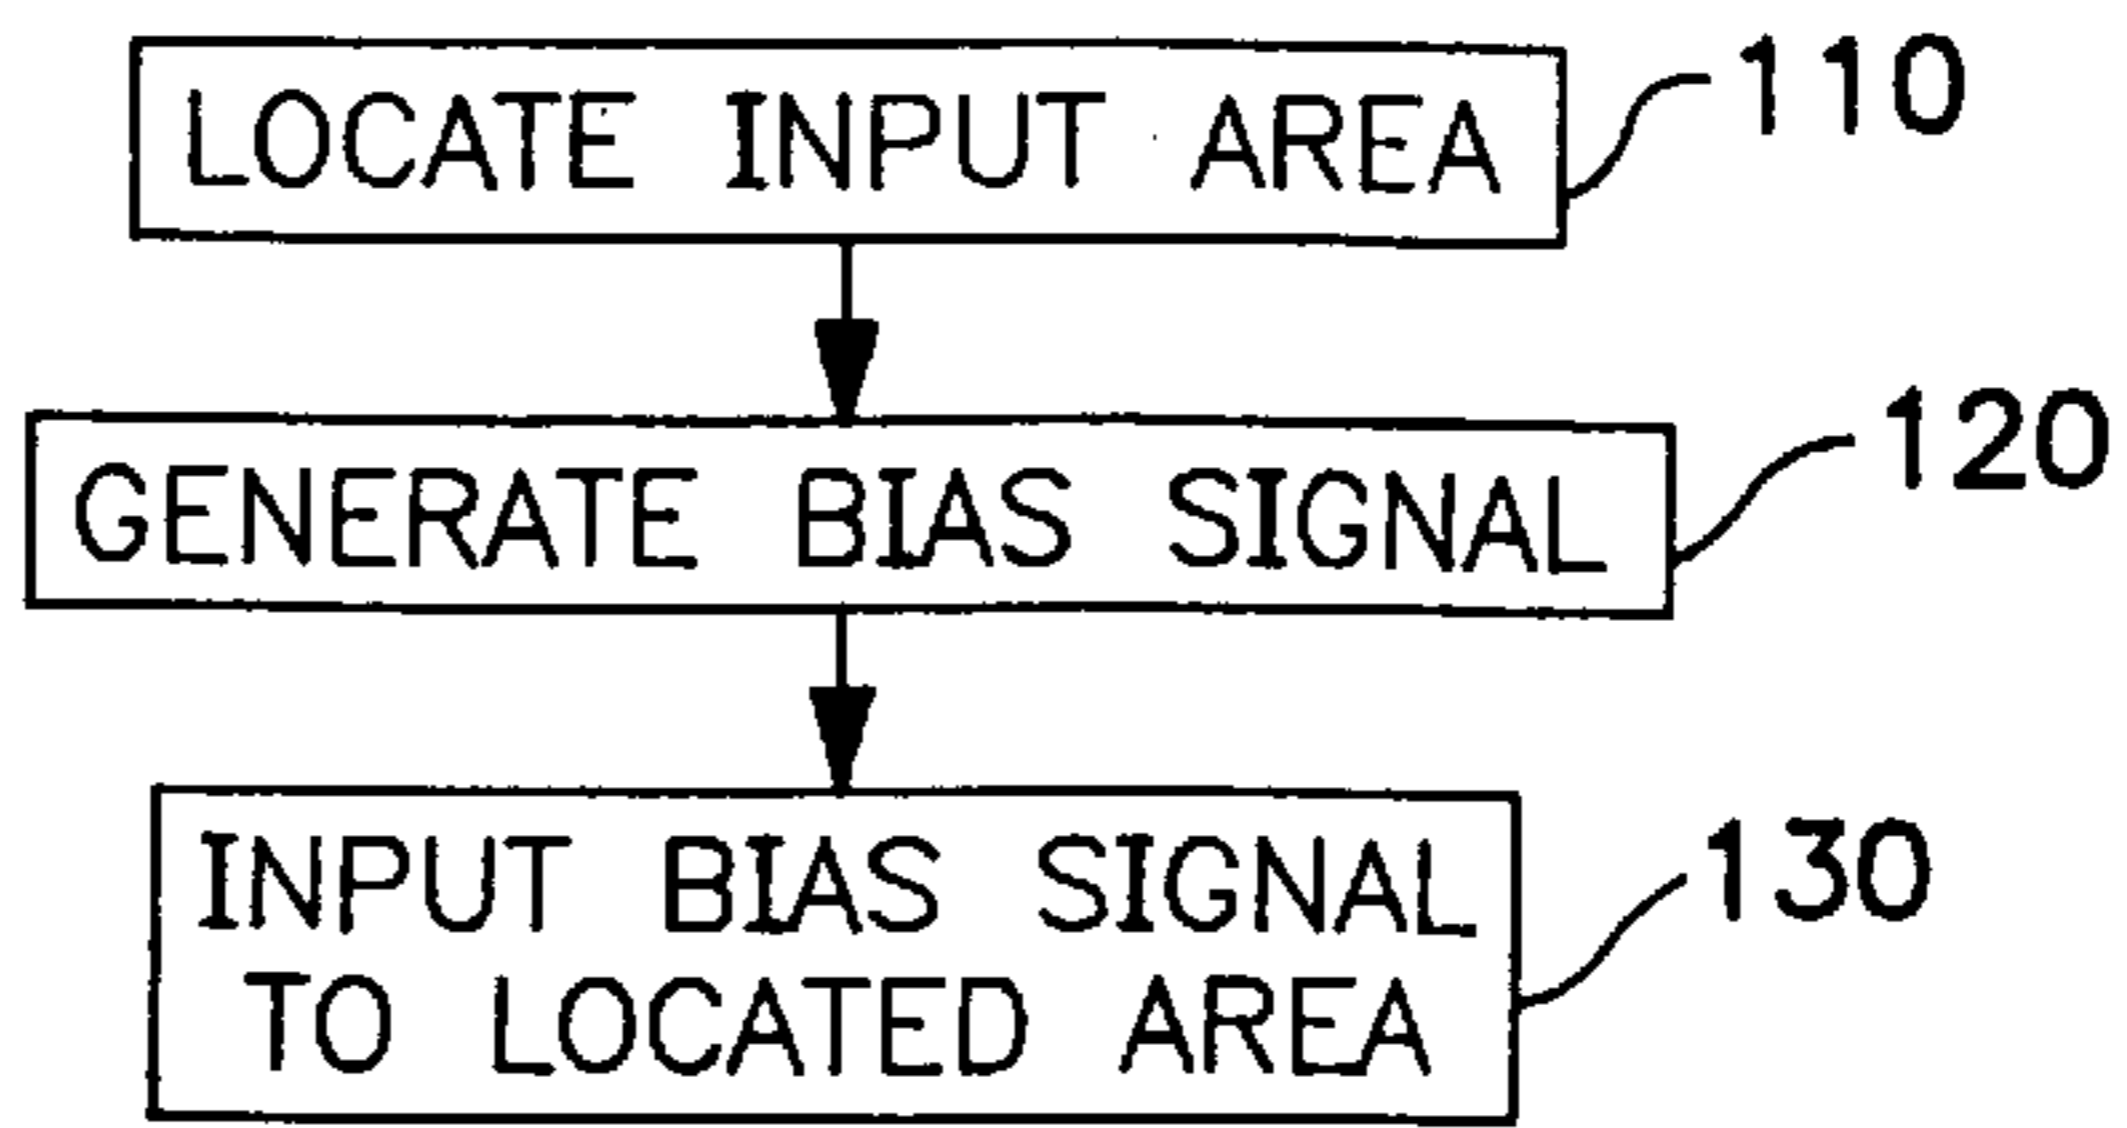 LOCATE INPUT AREA
110
GENERATE BIAS SIGNAL
120
INPUT BIAS SIGNAL
TO LOCATED AREA
130